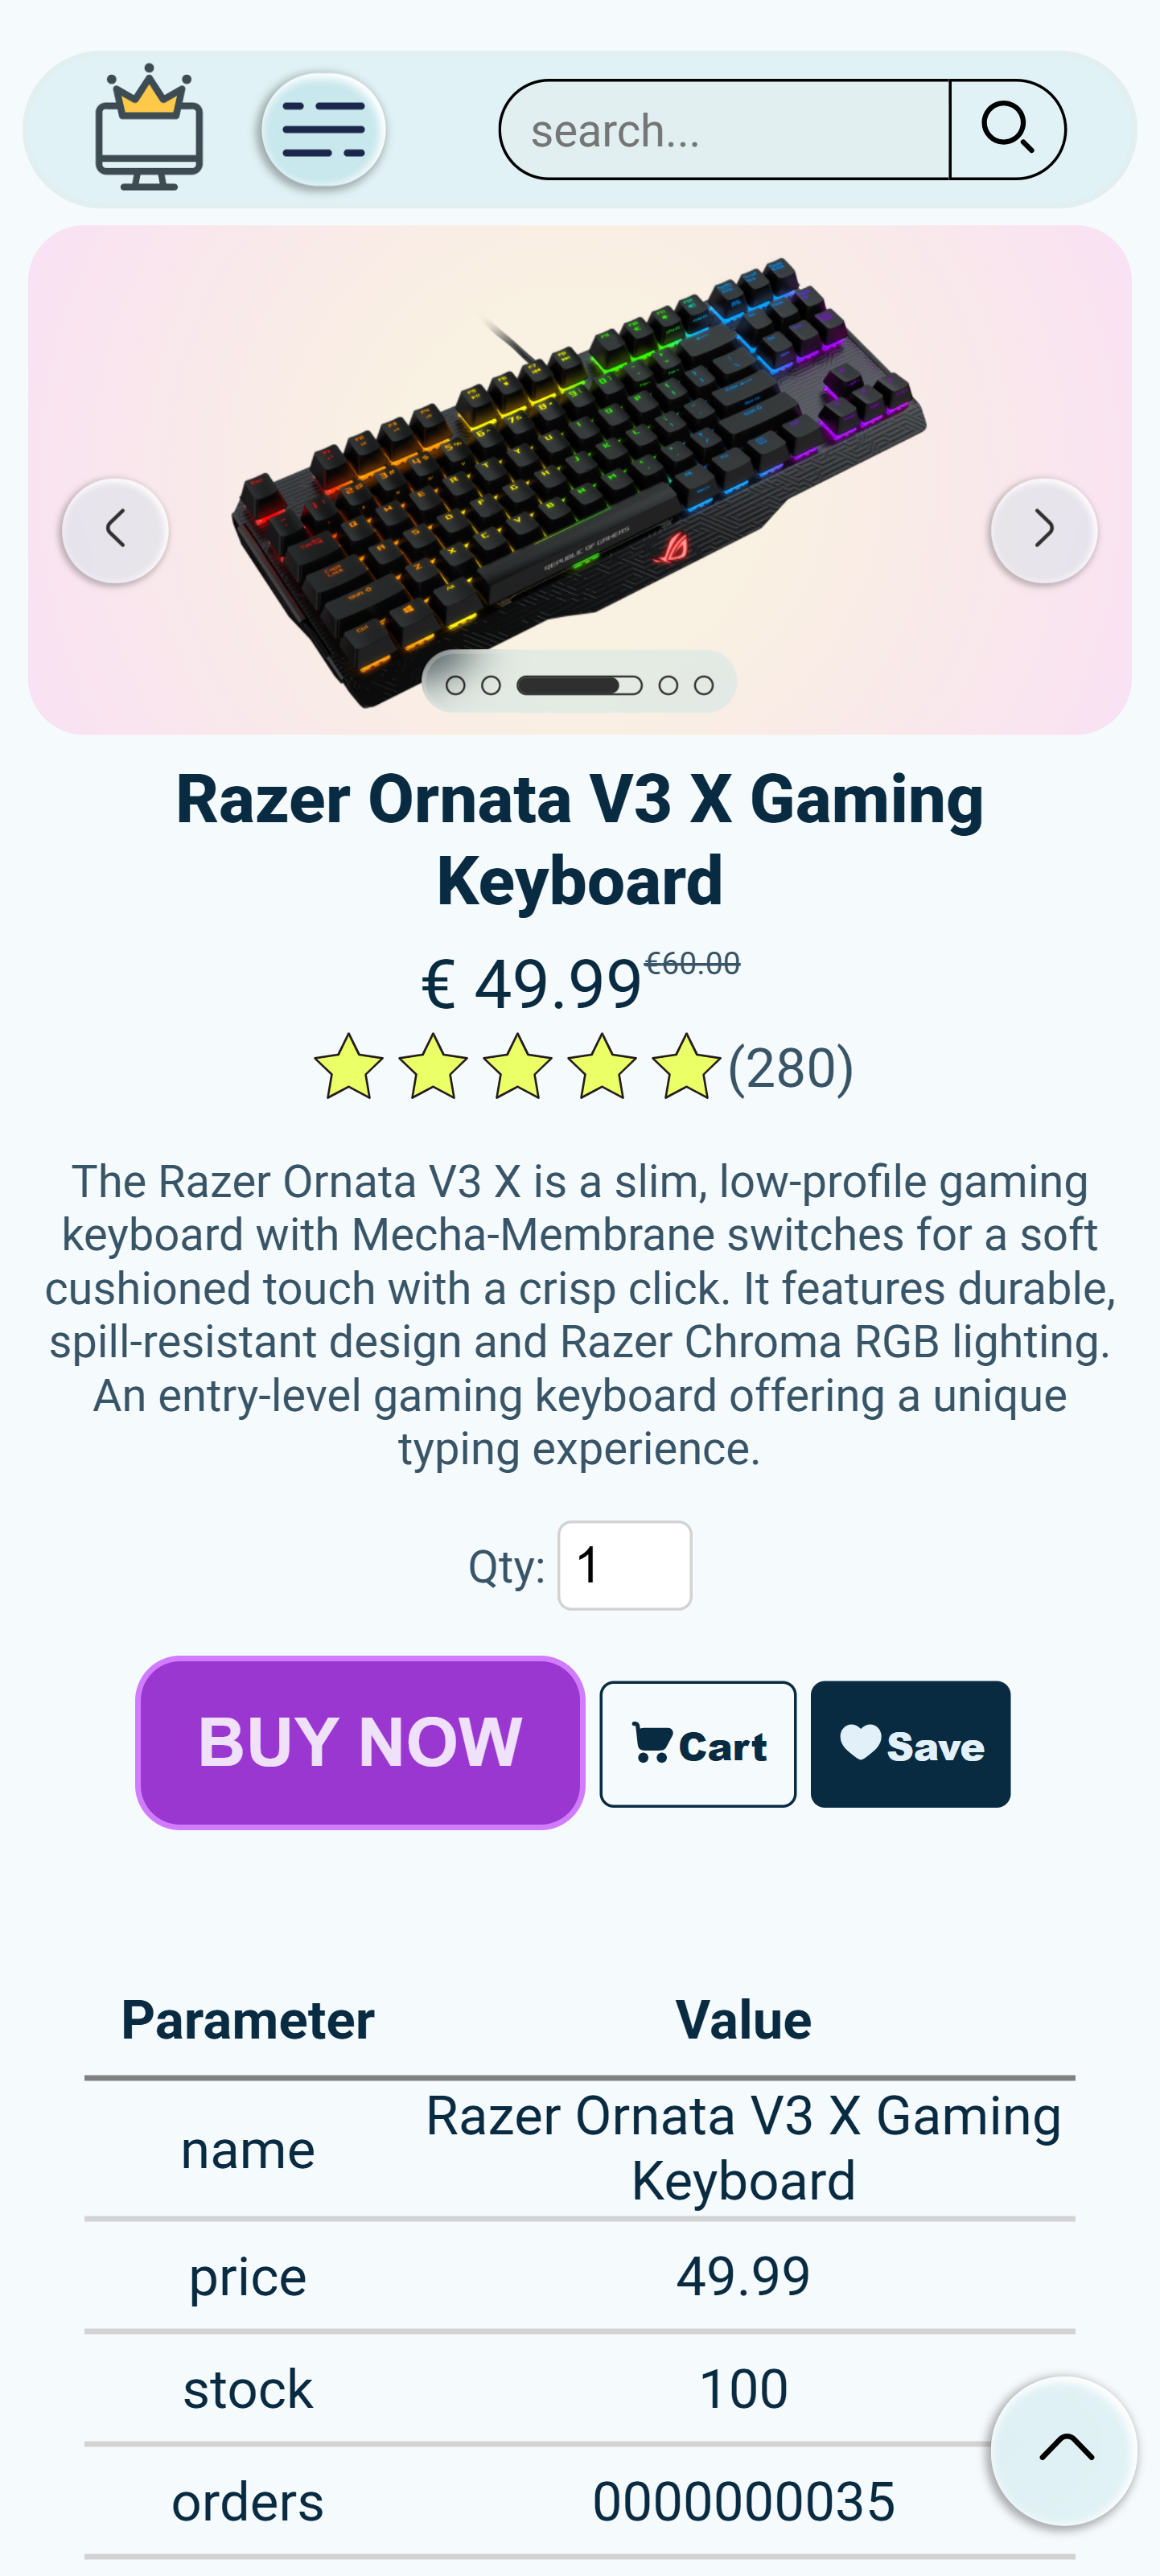 search...
REPUBLIC OF GAMERS
Razer Ornata V3 X Gaming
Keyboard
€ 49.99 €60.00
(280)
The Razer Ornata V3 X is a slim, low-profile gaming
keyboard with Mecha-Membrane switches for a soft
cushioned touch with a crisp click. It features durable,
spill-resistant design and Razer Chroma RGB lighting.
An entry-level gaming keyboard offering a unique
typing experience.
Qty: 1
BUY NOW Cart Save
Parameter Value
name Razer Ornata V3 X Gaming
Keyboard
price 49.99
stock 100
orders 0000000035